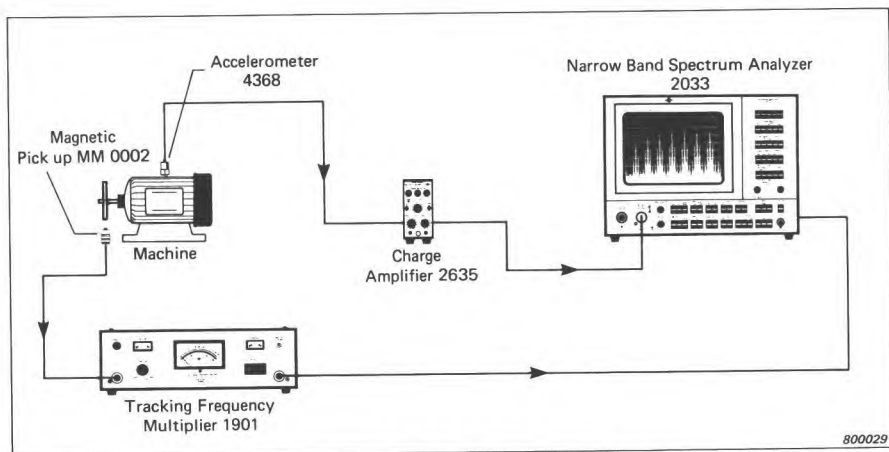 Accelerometer
4368
Narrow Band Spectrum Analyzer
2033
Magnetic
Pick up MM 0002
Machine
Charge
Amplifier 2635
Tracking Frequency
Multiplier 1901
800029